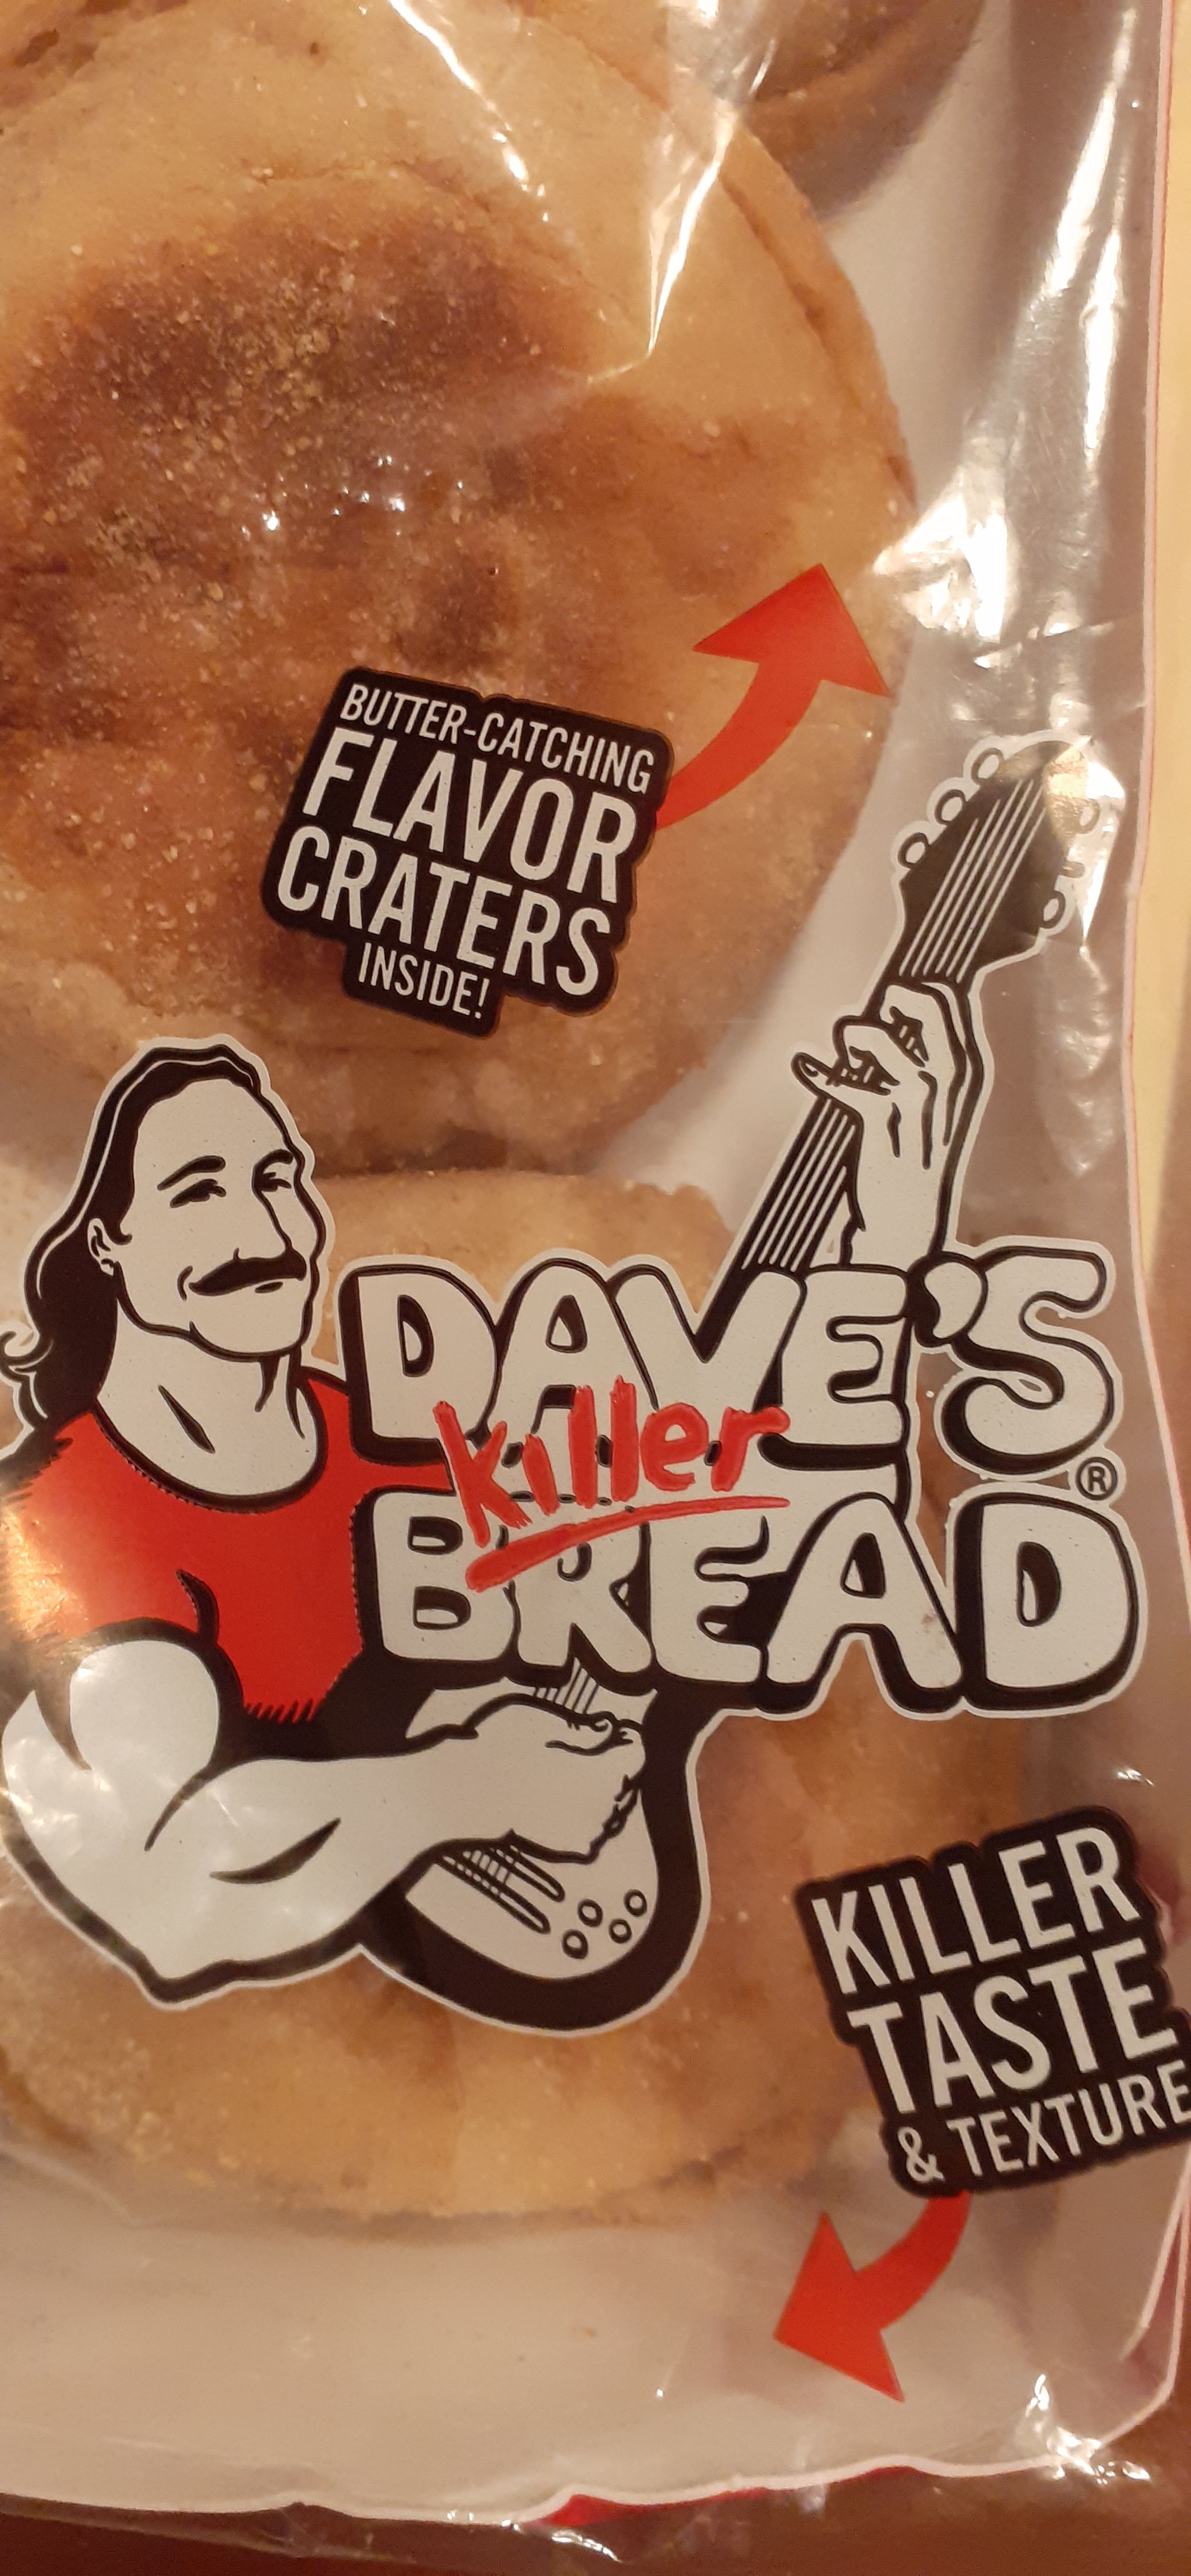 BUTTER-CATCHING
FLAVOR
CRATERS
INSIDE!
DAVE'S
killer
BREAD®
KILLER
TASTE
& TEXTURE